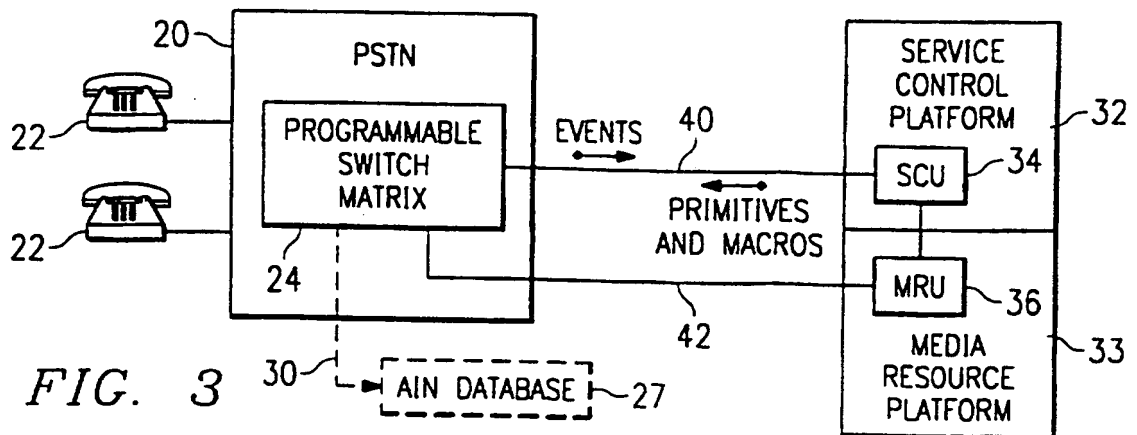 20
PSTN
22
22
PROGRAMMABLE
SWITCH
MATRIX
24
EVENTS
40
PRIMITIVES
AND MACROS
42
SERVICE
CONTROL
PLATFORM
32
SCU
34
MRU
36
MEDIA
RESOURCE
PLATFORM
33
30
AIN DATABASE
27
FIG. 3